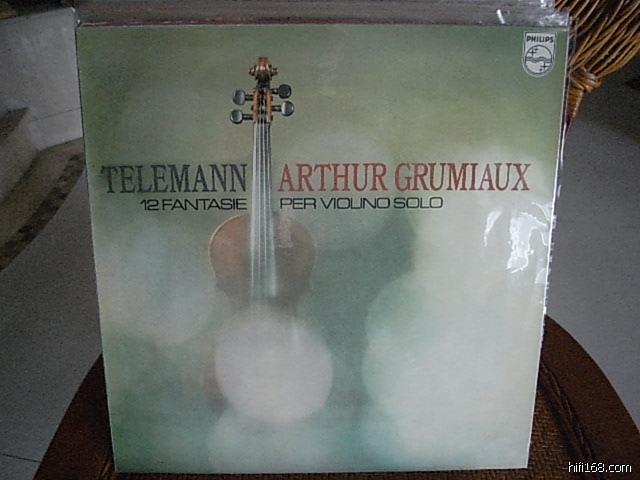 PHILIPS
TELEMANN ARTHUR GRUMIAUX
12 FANTASIE PER VIOLINO SOLO
hifi168.com